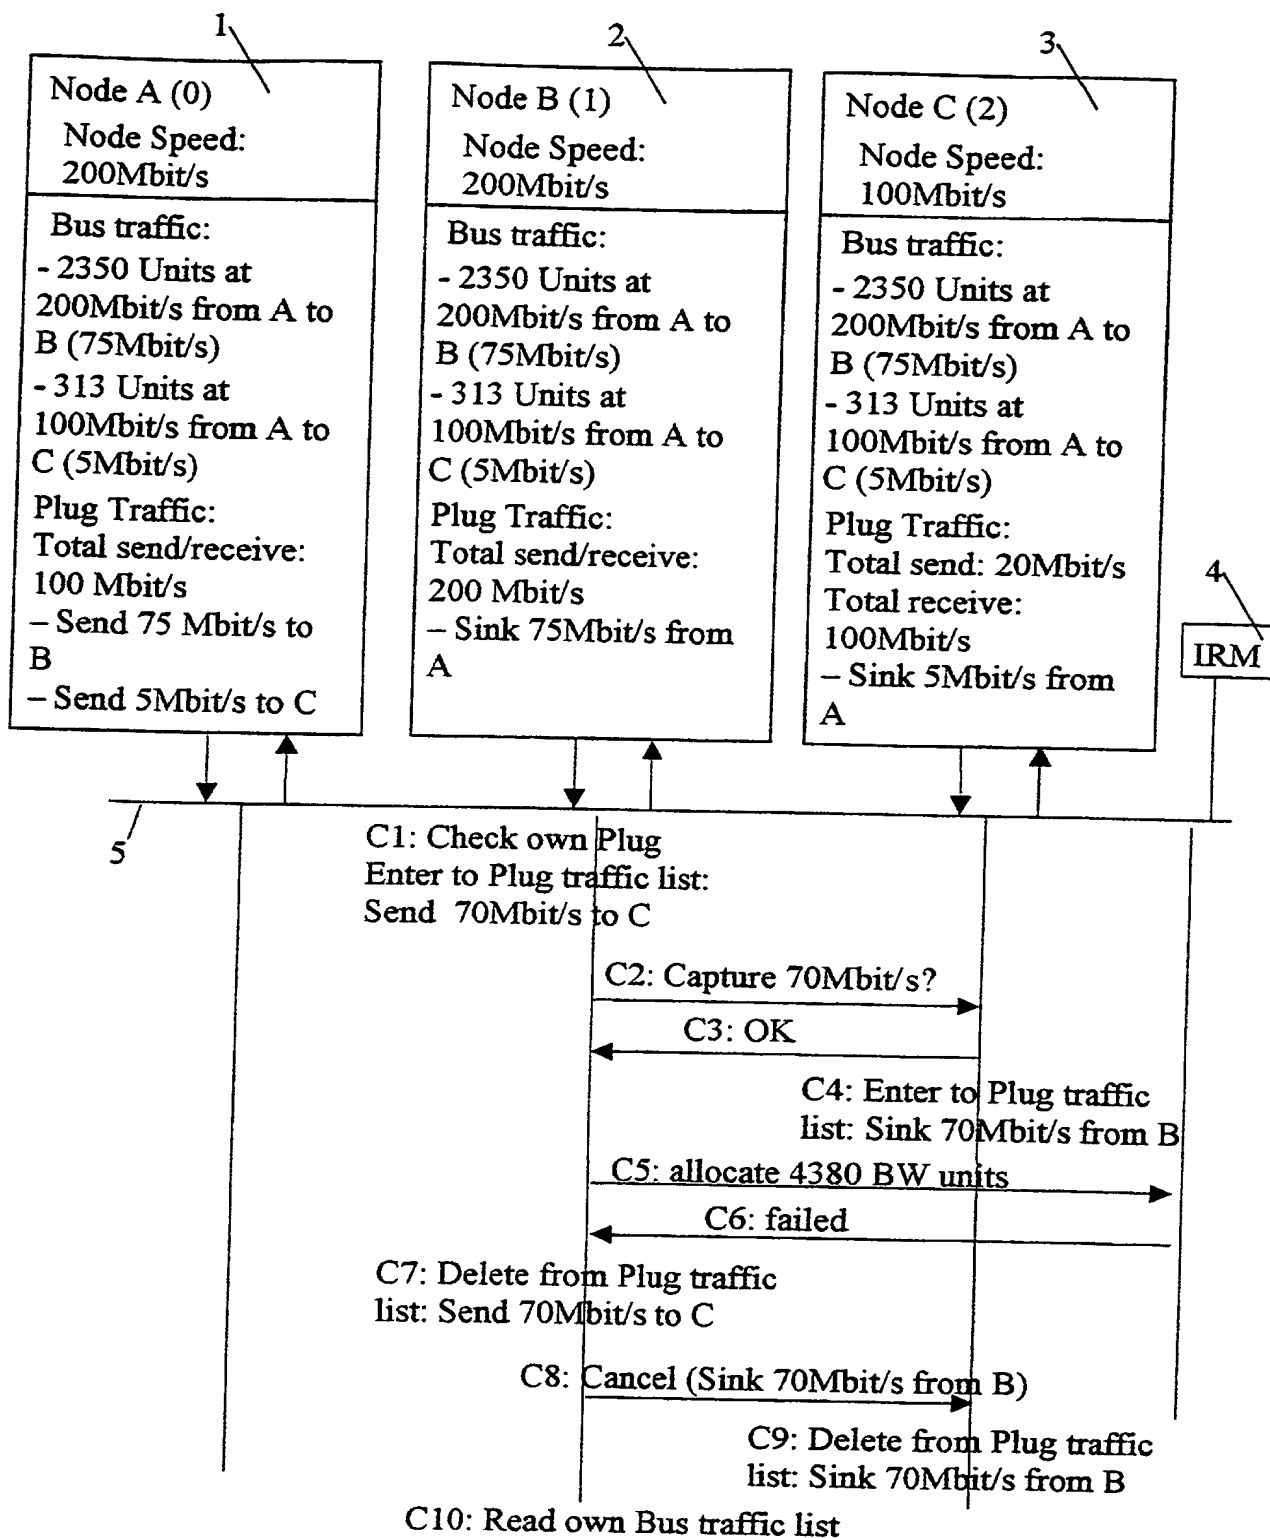 1
2
3
Node A (0)
Node Speed:
200Mbit/s
Bus traffic:
- 2350 Units at
200Mbit/s from A to
B (75Mbit/s)
- 313 Units at
100Mbit/s from A to
C (5Mbit/s)
Plug Traffic:
Total send/receive:
100 Mbit/s
– Send 75 Mbit/s to
B
– Send 5Mbit/s to C
Node B (1)
Node Speed:
200Mbit/s
Bus traffic:
- 2350 Units at
200Mbit/s from A to
B (75Mbit/s)
- 313 Units at
100Mbit/s from A to
C (5Mbit/s)
Plug Traffic:
Total send/receive:
200 Mbit/s
– Sink 75Mbit/s from
A
Node C (2)
Node Speed:
100Mbit/s
Bus traffic:
- 2350 Units at
200Mbit/s from A to
B (75Mbit/s)
- 313 Units at
100Mbit/s from A to
C (5Mbit/s)
Plug Traffic:
Total send: 20Mbit/s
Total receive:
100Mbit/s
– Sink 5Mbit/s from
A
4
IRM
5
C1: Check own Plug
Enter to Plug traffic list:
Send 70Mbit/s to C
C2: Capture 70Mbit/s?
C3: OK
C4: Enter to Plug traffic
list: Sink 70Mbit/s from B
C5: allocate 4380 BW units
C6: failed
C7: Delete from Plug traffic
list: Send 70Mbit/s to C
C8: Cancel (Sink 70Mbit/s from B)
C9: Delete from Plug traffic
list: Sink 70Mbit/s from B
C10: Read own Bus traffic list